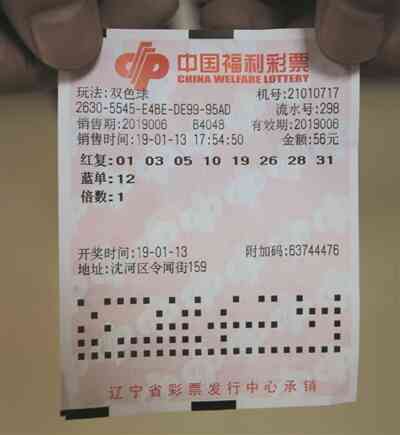 中国福利彩票
CHINA WELFARE LOTTERY
玩法:双色球 机号:21010717
2630-5545-E4BE-DE99-95AD 流水号:298
销售期:2019006 84048 有效期:2019006
销售时间:19-01-13 17:54:50 金额:56元
红复:01 03 05 10 19 26 28 31
蓝单:12
倍数:1
开奖时间:19-01-13 附加码:63744476
地址:沈河区令闻街159
辽宁省彩票发行中心承销